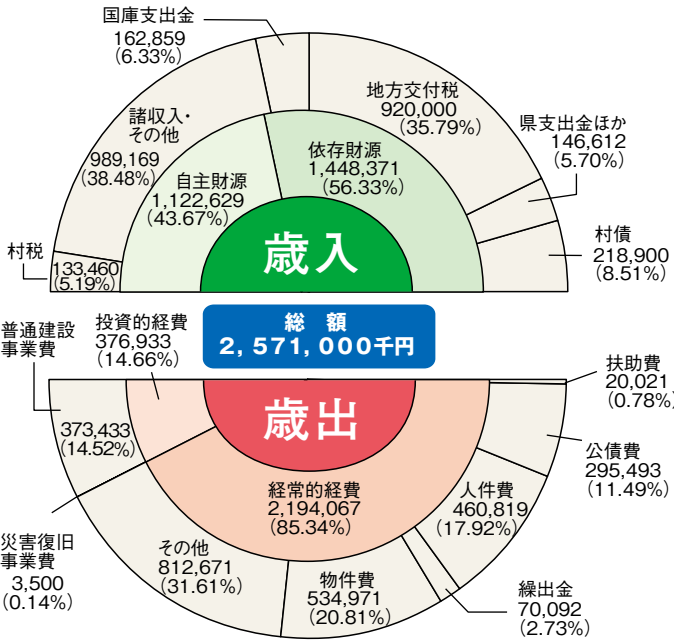 国庫支出金
162,859
(6.33%)
地方交付税
920,000
(35.79%)
県支出金ほか
146,612
(5.70%)
諸収入・
その他
989,169
(38.48%)
自主財源
1,122,629
(43.67%)
依存財源
1,448,371
(56.33%)
村税
133,460
(5.19%)
村債
218,900
(8.51%)
歳入
総 額
2,571,000千円
歳出
普通建設
事業費
373,433
(14.52%)
投資的経費
376,933
(14.66%)
扶助費
20,021
(0.78%)
公債費
295,493
(11.49%)
人件費
460,819
(17.92%)
経常的経費
2,194,067
(85.34%)
災害復旧
事業費
3,500
(0.14%)
その他
812,671
(31.61%)
物件費
534,971
(20.81%)
繰出金
70,092
(2.73%)